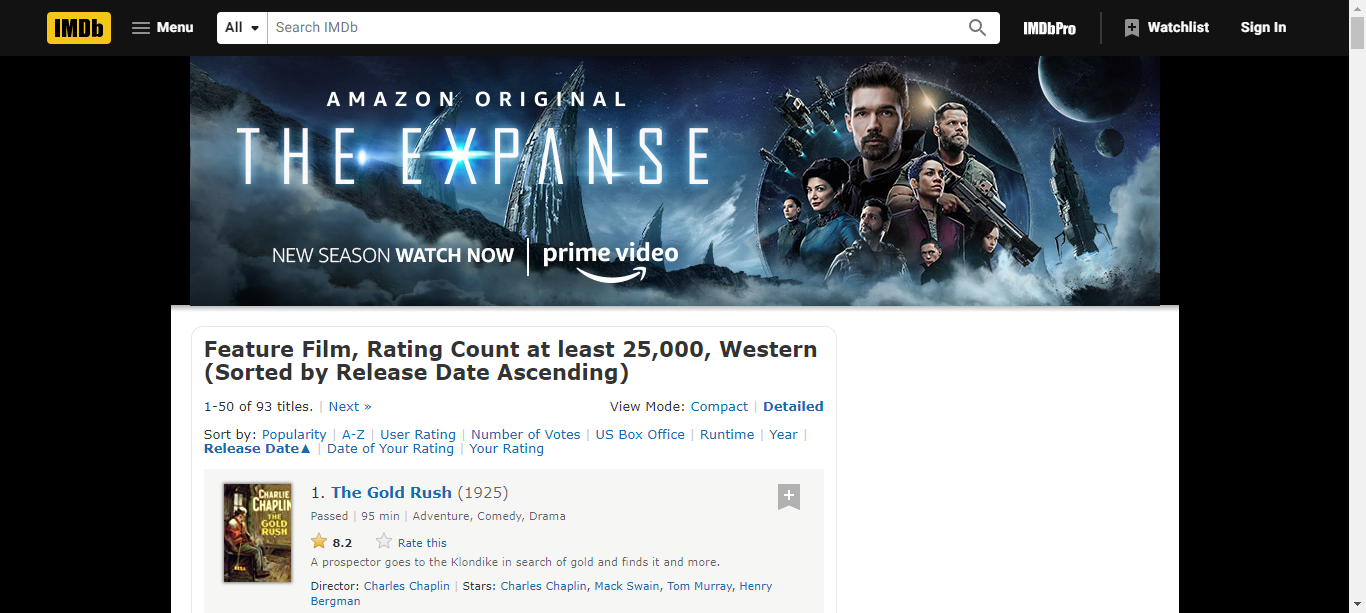 IMDb Menu All Search IMDb IMDbPro Watchlist Sign In
AMAZON ORIGINAL
THE EXPANSE
NEW SEASON WATCH NOW | prime video
Feature Film, Rating Count at least 25,000, Western
(Sorted by Release Date Ascending)
1-50 of 93 titles. | Next » View Mode: Compact | Detailed
Sort by: Popularity | A-Z | User Rating | Number of Votes | US Box Office | Runtime | Year |
Release Date▲ | Date of Your Rating | Your Rating
CHARLIE
CHAPLIN
THE
GOLD
RUSH
1. The Gold Rush (1925)
Passed | 95 min | Adventure, Comedy, Drama
8.2 Rate this
A prospector goes to the Klondike in search of gold and finds it and more.
Director: Charles Chaplin | Stars: Charles Chaplin, Mack Swain, Tom Murray, Henry
Bergman